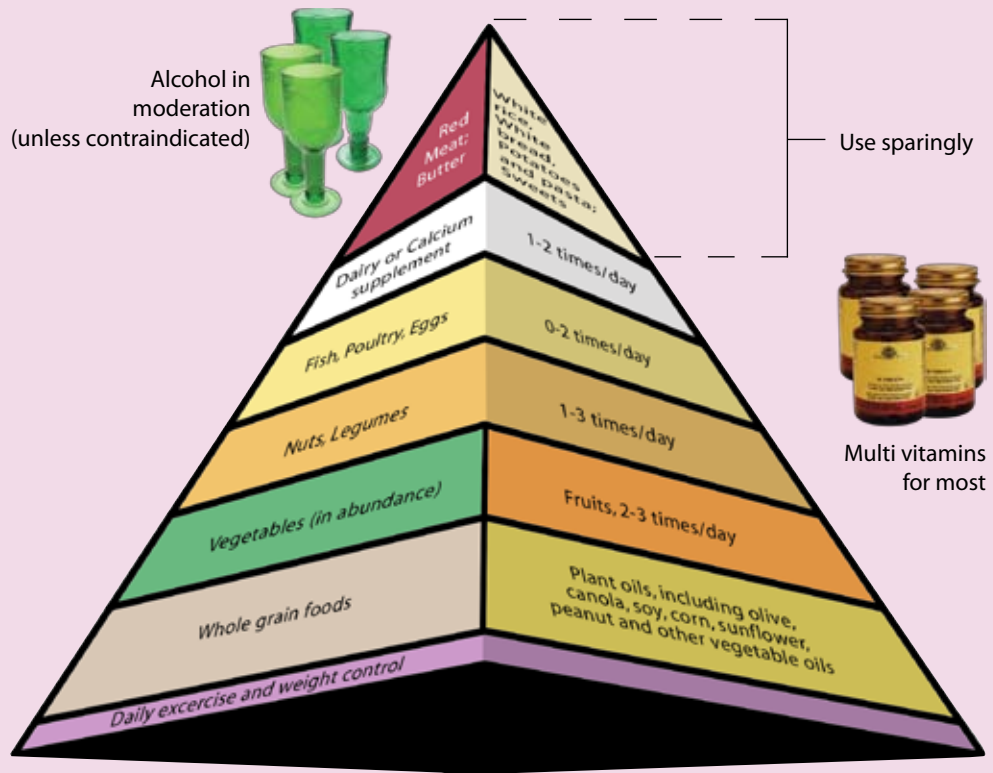 Alcohol in
moderation
(unless contraindicated)
Red
Meat;
Butter
White
rice,
White
bread,
Potatoes
and pasta;
Sweets
Use sparingly
Dairy or Calcium
supplement
1-2 times/day
Fish, Poultry, Eggs
0-2 times/day
Nuts, Legumes
1-3 times/day
Multi vitamins
for most
Vegetables (in abundance)
Fruits, 2-3 times/day
Whole grain foods
Plant oils, including olive,
canola, soy, corn, sunflower,
peanut and other vegetable oils
Daily excercise and weight control